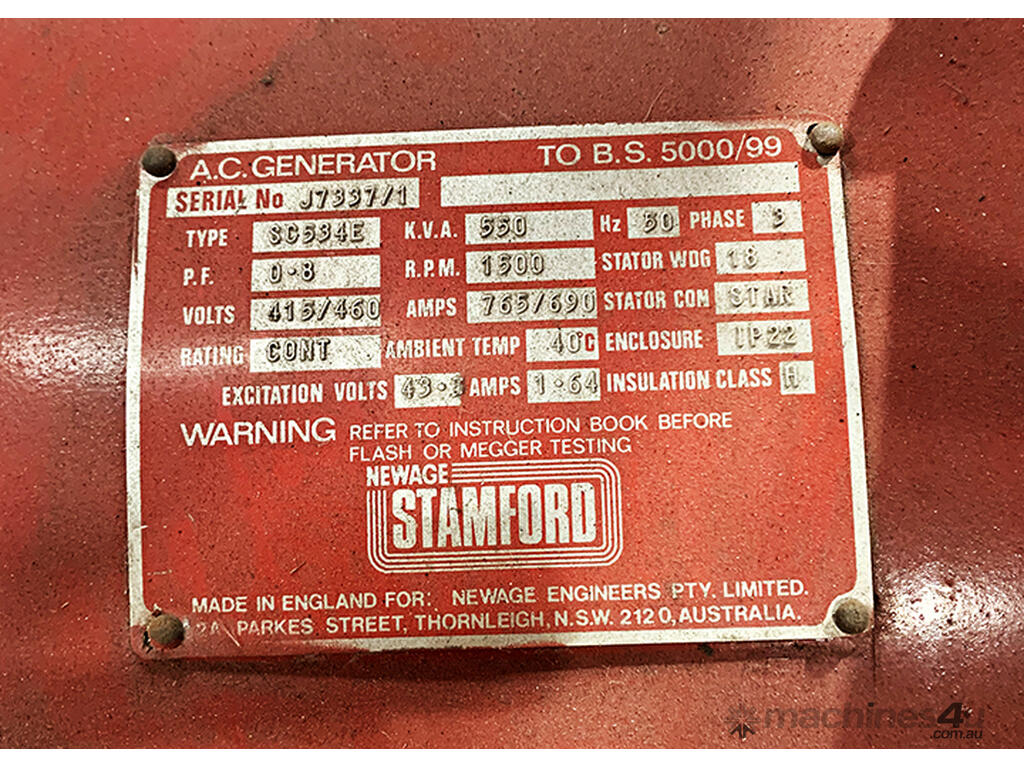 A.C. GENERATOR TO B.S. 5000/99
SERIAL No J7337/1
TYPE SC534E K.V.A. 550 Hz 50 PHASE 3
P.F. 0·8 R.P.M. 1500 STATOR WDG 16
VOLTS 415/460 AMPS 765/690 STATOR CON STAR
RATING CONT AMBIENT TEMP 40C ENCLOSURE IP22
EXCITATION VOLTS AMPS 1·64 INSULATION CLASS H
WARNING REFER TO INSTRUCTION BOOK BEFORE
FLASH OR MEGGER TESTING
NEWAGE
STAMFORD
MADE IN ENGLAND FOR: NEWAGE ENGINEERS PTY. LIMITED.
PARKES STREET, THORNLEIGH, N.S.W. 2120, AUSTRALIA.
machines4u
.com.au